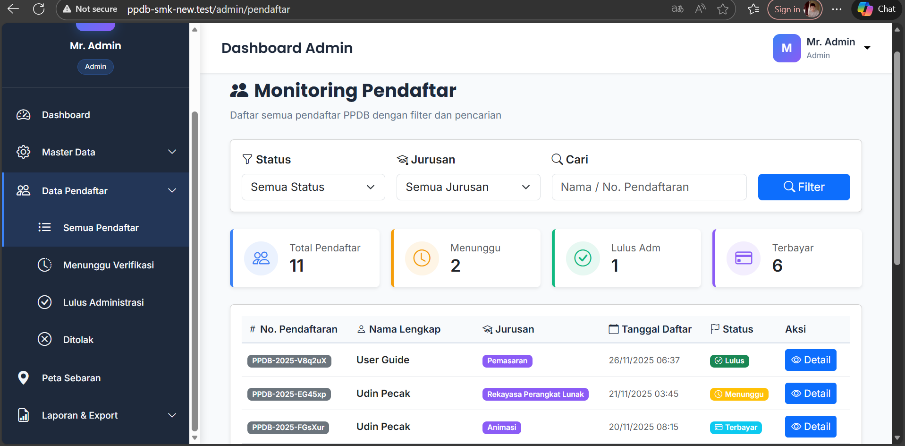 Not secure ppdb-smk-new.test/admin/pendaftar Sign in Chat
Mr. Admin
Admin
Dashboard
Master Data
Data Pendaftar
Semua Pendaftar
Menunggu Verifikasi
Lulus Administrasi
Ditolak
Peta Sebaran
Laporan & Export
Dashboard Admin
M Mr. Admin
Admin
Monitoring Pendaftar
Daftar semua pendaftar PPDB dengan filter dan pencarian
Status Jurusan Cari
Semua Status Semua Jurusan Nama / No. Pendaftaran Filter
Total Pendaftar Menunggu Lulus Adm Terbayar
11 2 1 6
# No. Pendaftaran Nama Lengkap Jurusan Tanggal Daftar Status Aksi
PPDB-2025-V8q2uX User Guide Pemasaran 26/11/2025 06:37 Lulus Detail
PPDB-2025-EG45xp Udin Pecak Rekayasa Perangkat Lunak 21/11/2025 03:45 Menunggu Detail
PPDB-2025-FGsXur Udin Pecak Animasi 20/11/2025 08:15 Terbayar Detail